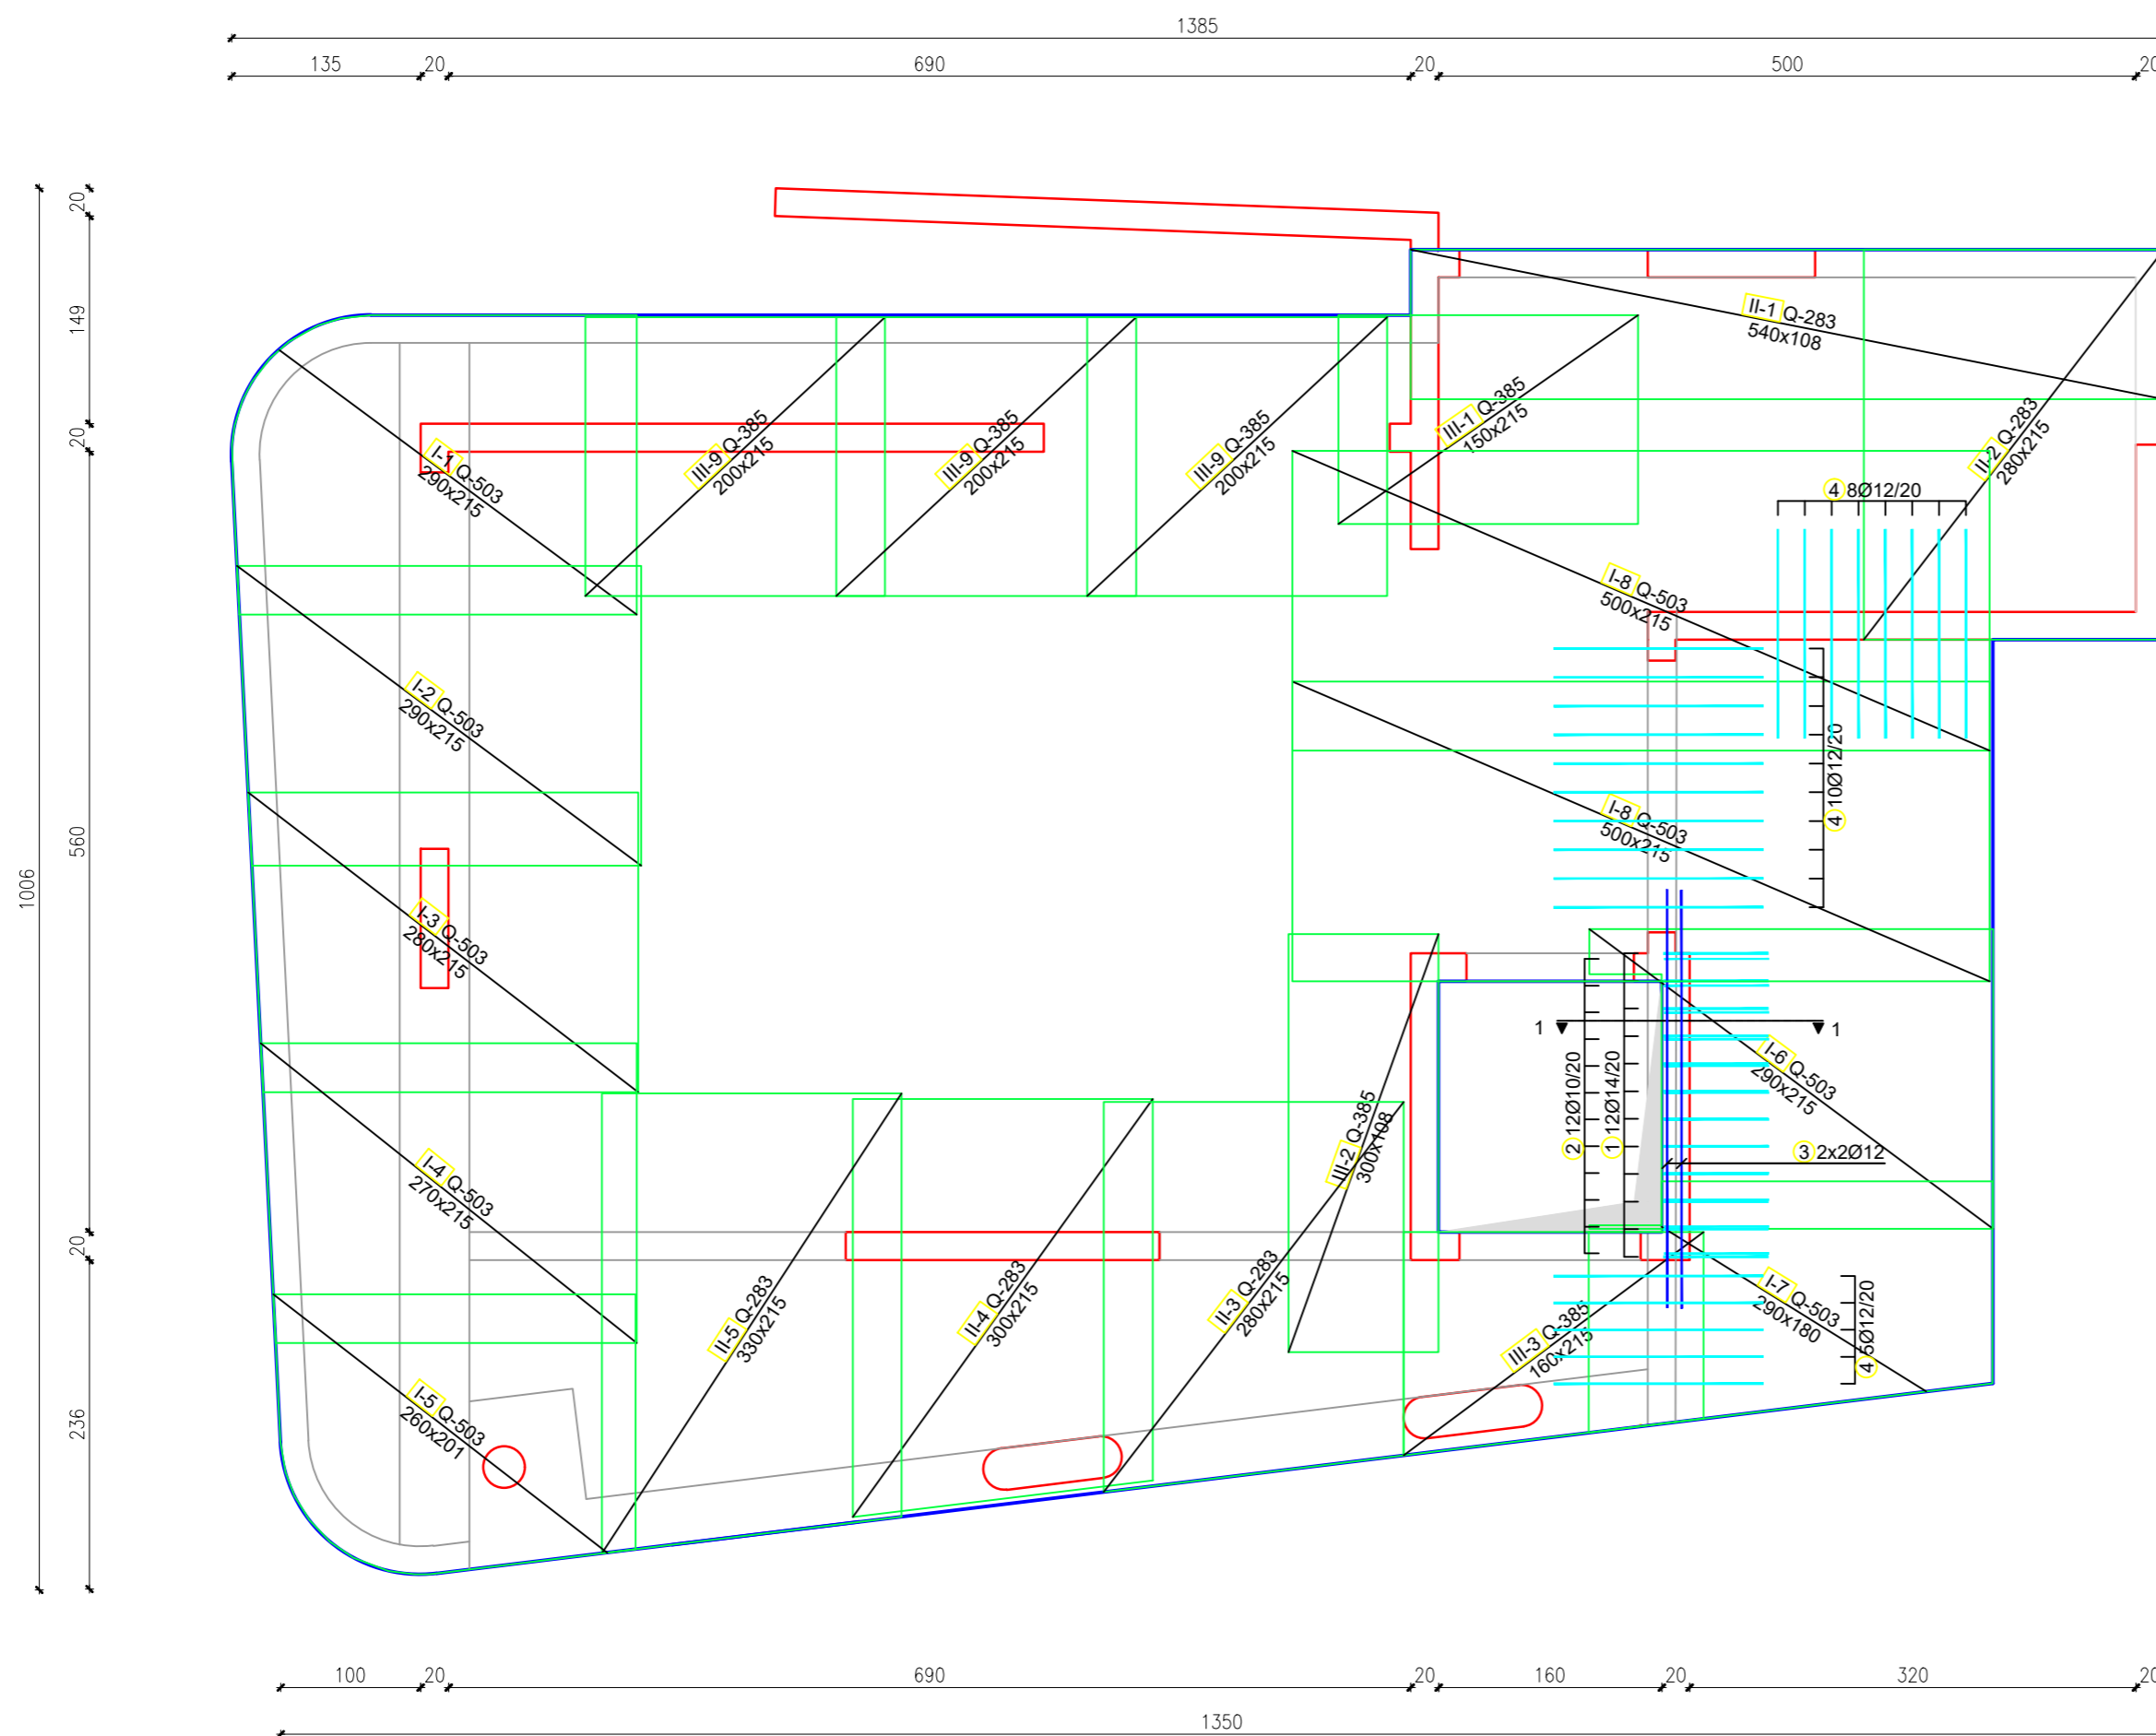 1385
135 20 690 20 500 20
20
149
20
560
1006
20
236
II-1 Q-283
540x108
II-2 Q-283
280x215
III-9 Q-385
200x215
III-9 Q-385
200x215
III-9 Q-385
200x215
III-1 Q-385
150x215
I-1 Q-503
290x215
4 8Ø12/20
I-8 Q-503
500x215
I-2 Q-503
290x215
4 10Ø12/20
I-8 Q-503
500x215
I-3 Q-503
280x215
1 1
I-6 Q-503
290x215
2 12Ø10/20
1 12Ø14/20
III-2 Q-385
300x108
3 2x2Ø12
I-4 Q-503
270x215
II-5 Q-283
330x215
II-4 Q-283
300x215
II-3 Q-283
280x215
III-3 Q-385
160x215
I-7 Q-503
290x180
4 5Ø12/20
I-5 Q-503
260x201
100 20 690 20 160 20 320 20
1350